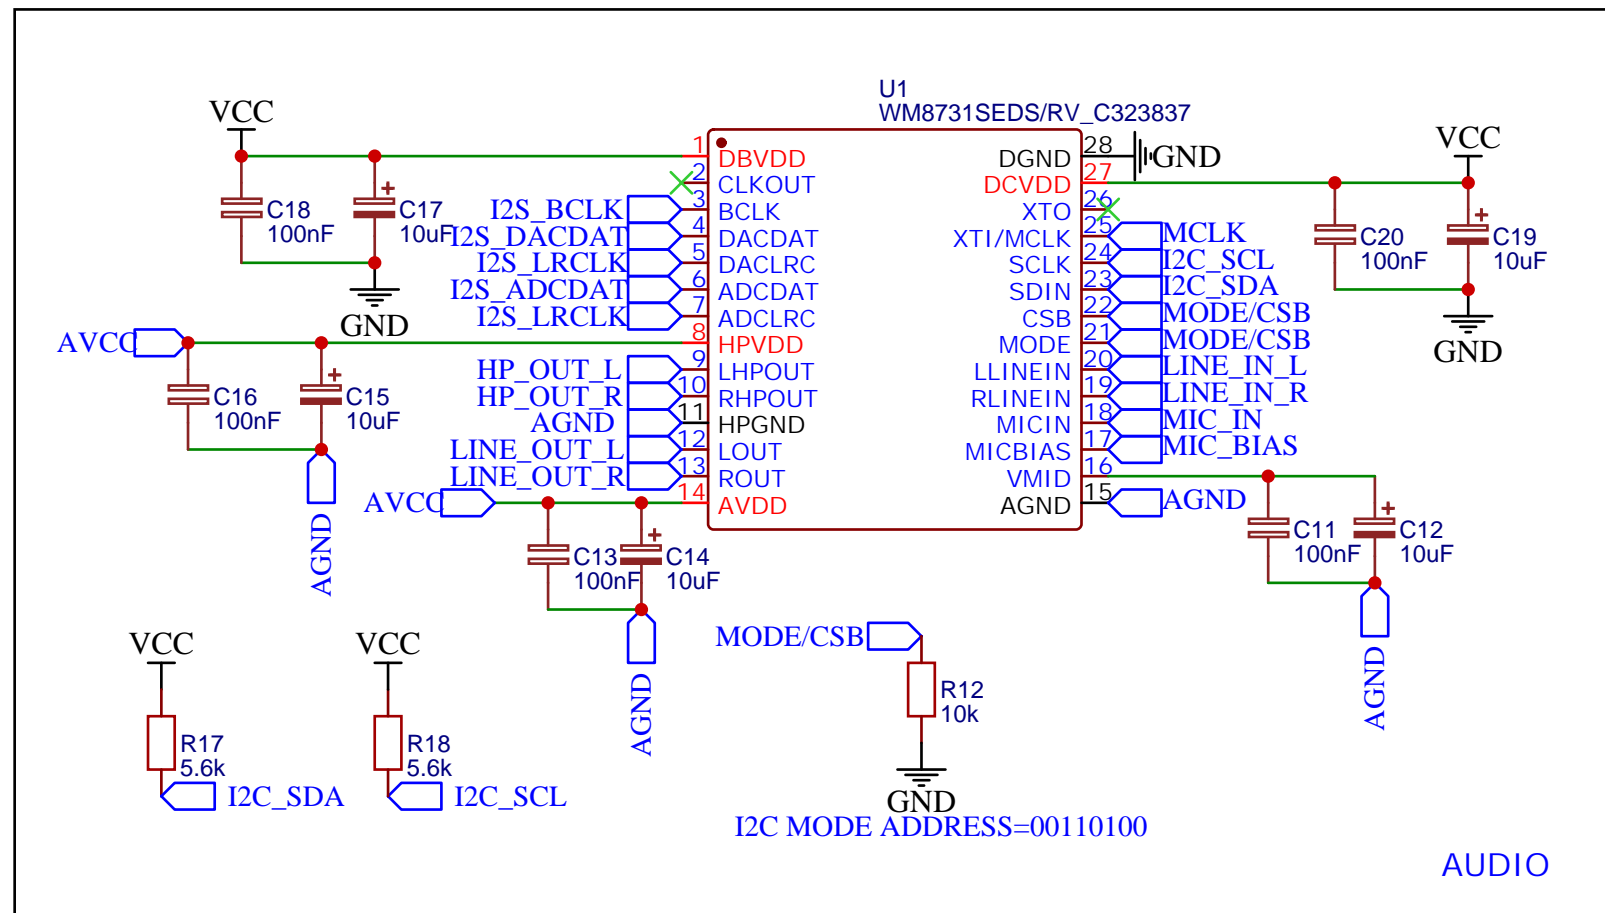 U1
WM8731SEDS/RV_C323837
VCC
VCC
1
DBVDD
DGND
28
GND
2
CLKOUT
DCVDD
27
I2S_BCLK
3
BCLK
XTO
26
I2S_DACDAT
4
DACDAT
XTI/MCLK
25
MCLK
I2S_LRCLK
5
DACLRC
SCLK
24
I2C_SCL
I2S_ADCDAT
6
ADCDAT
SDIN
23
I2C_SDA
I2S_LRCLK
7
ADCLRC
CSB
22
MODE/CSB
AVCC
8
HPVDD
MODE
21
MODE/CSB
HP_OUT_L
9
LHPOUT
LLINEIN
20
LINE_IN_L
HP_OUT_R
10
RHPOUT
RLINEIN
19
LINE_IN_R
AGND
11
HPGND
MICIN
18
MIC_IN
LINE_OUT_L
12
LOUT
MICBIAS
17
MIC_BIAS
LINE_OUT_R
13
ROUT
VMID
16
AVCC
14
AVDD
AGND
15
AGND
C18
100nF
+
C17
10uF
GND
C20
100nF
+
C19
10uF
GND
C16
100nF
+
C15
10uF
AGND
C13
100nF
+
C14
10uF
AGND
C11
100nF
+
C12
10uF
AGND
VCC
R17
5.6k
I2C_SDA
VCC
R18
5.6k
I2C_SCL
MODE/CSB
R12
10k
GND
I2C MODE ADDRESS=00110100
AUDIO